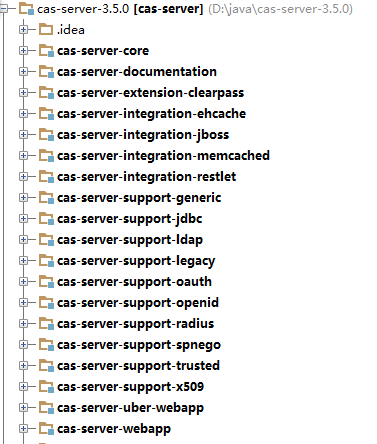 cas-server-3.5.0 [cas-server] (D:\java\cas-server-3.5.0)
.idea
cas-server-core
cas-server-documentation
cas-server-extension-clearpass
cas-server-integration-ehcache
cas-server-integration-jboss
cas-server-integration-memcached
cas-server-integration-restlet
cas-server-support-generic
cas-server-support-jdbc
cas-server-support-ldap
cas-server-support-legacy
cas-server-support-oauth
cas-server-support-openid
cas-server-support-radius
cas-server-support-spnego
cas-server-support-trusted
cas-server-support-x509
cas-server-uber-webapp
cas-server-webapp